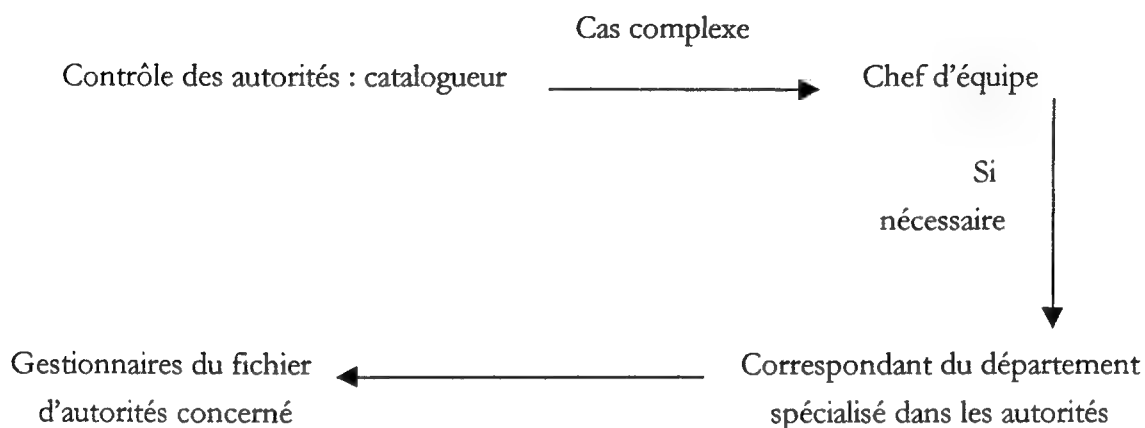 Cas complexe
Contrôle des autorités : catalogueur
Chef d'équipe
Si
nécessaire
Gestionnaires du fichier
d'autorités concerné
Correspondant du département
spécialisé dans les autorités